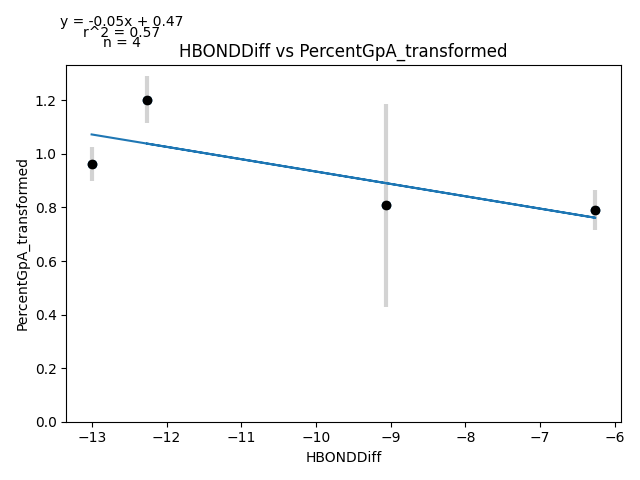 y = -0.05x + 0.47
r^2 = 0.57
n = 4
HBONDDiff vs PercentGpA_transformed
PercentGpA_transformed
1.2
1.0
0.8
0.6
0.4
0.2
0.0
−13
−12
−11
−10
−9
−8
−7
−6
HBONDDiff